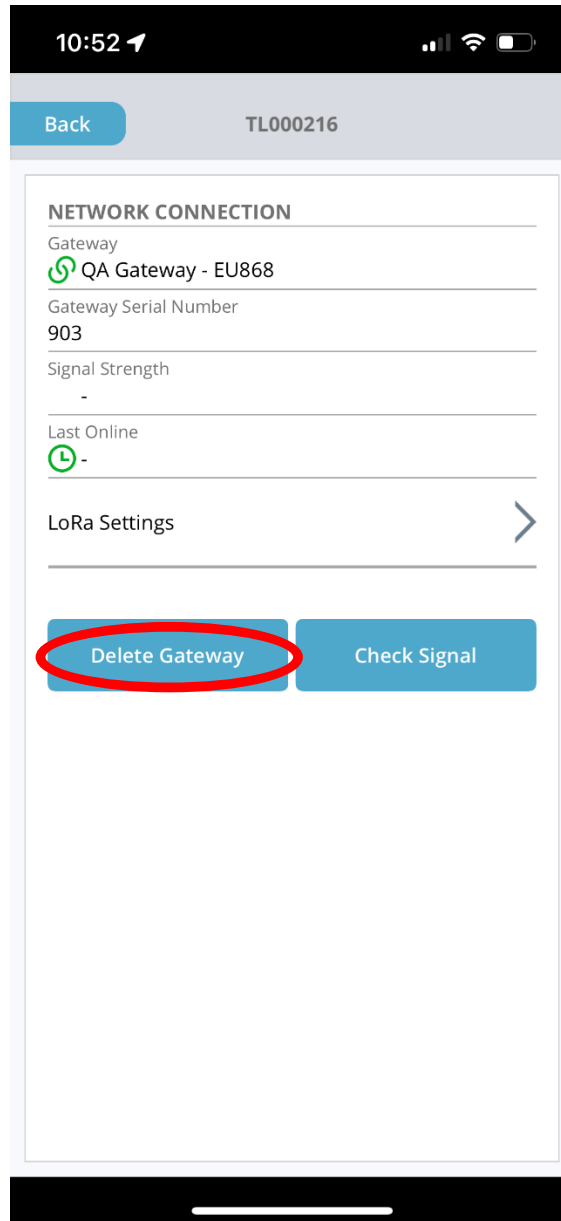 10:52
Back
TL000216
NETWORK CONNECTION
Gateway
QA Gateway - EU868
Gateway Serial Number
903
Signal Strength
-
Last Online
-
LoRa Settings
Delete Gateway
Check Signal